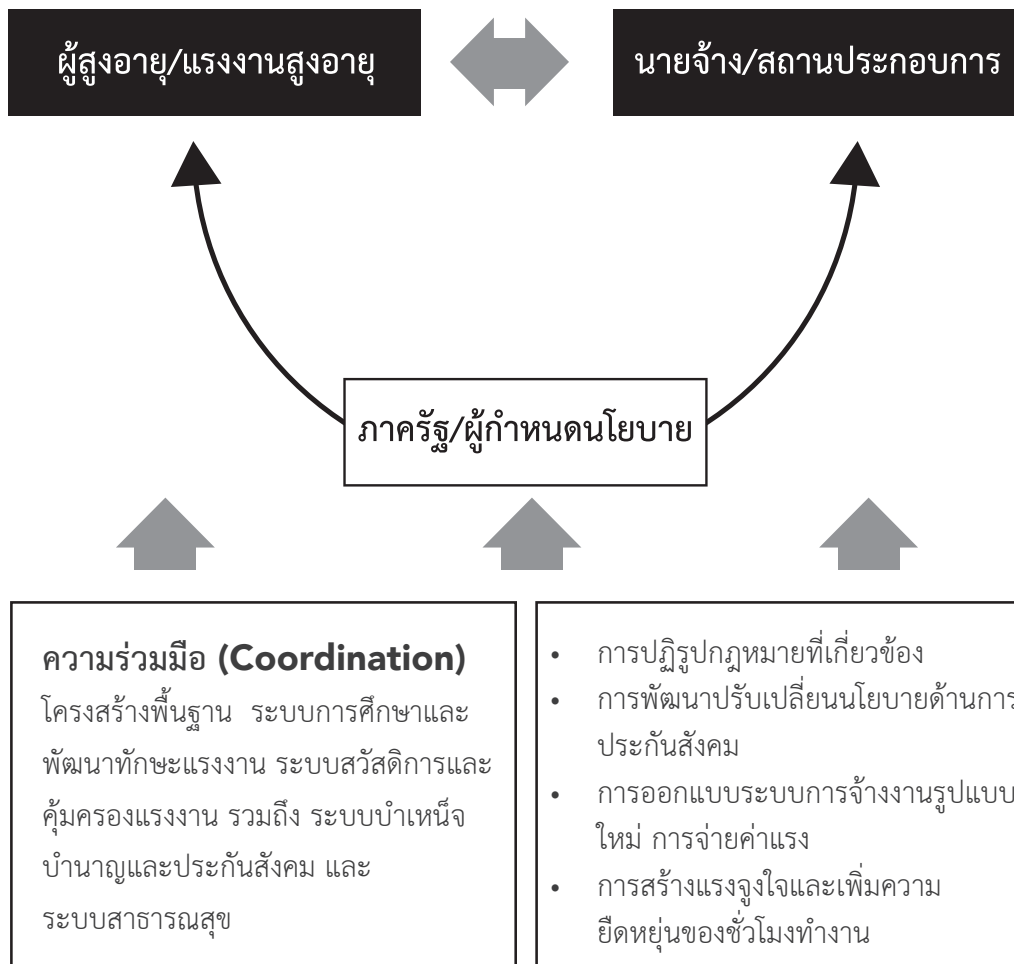 ผู้สูงอายุ/แรงงานสูงอายุ
นายจ้าง/สถานประกอบการ
ภาครัฐ/ผู้กำหนดนโยบาย
ความร่วมมือ (Coordination)
โครงสร้างพื้นฐาน ระบบการศึกษาและ
พัฒนาทักษะแรงงาน ระบบสวัสดิการและ
คุ้มครองแรงงาน รวมถึง ระบบบำเหน็จ
บำนาญและประกันสังคม และ
ระบบสาธารณสุข
• การปฏิรูปกฎหมายที่เกี่ยวข้อง
• การพัฒนาปรับเปลี่ยนนโยบายด้านการ
ประกันสังคม
• การออกแบบระบบการจ้างงานรูปแบบ
ใหม่ การจ่ายค่าแรง
• การสร้างแรงจูงใจและเพิ่มความ
ยืดหยุ่นของชั่วโมงทำงาน